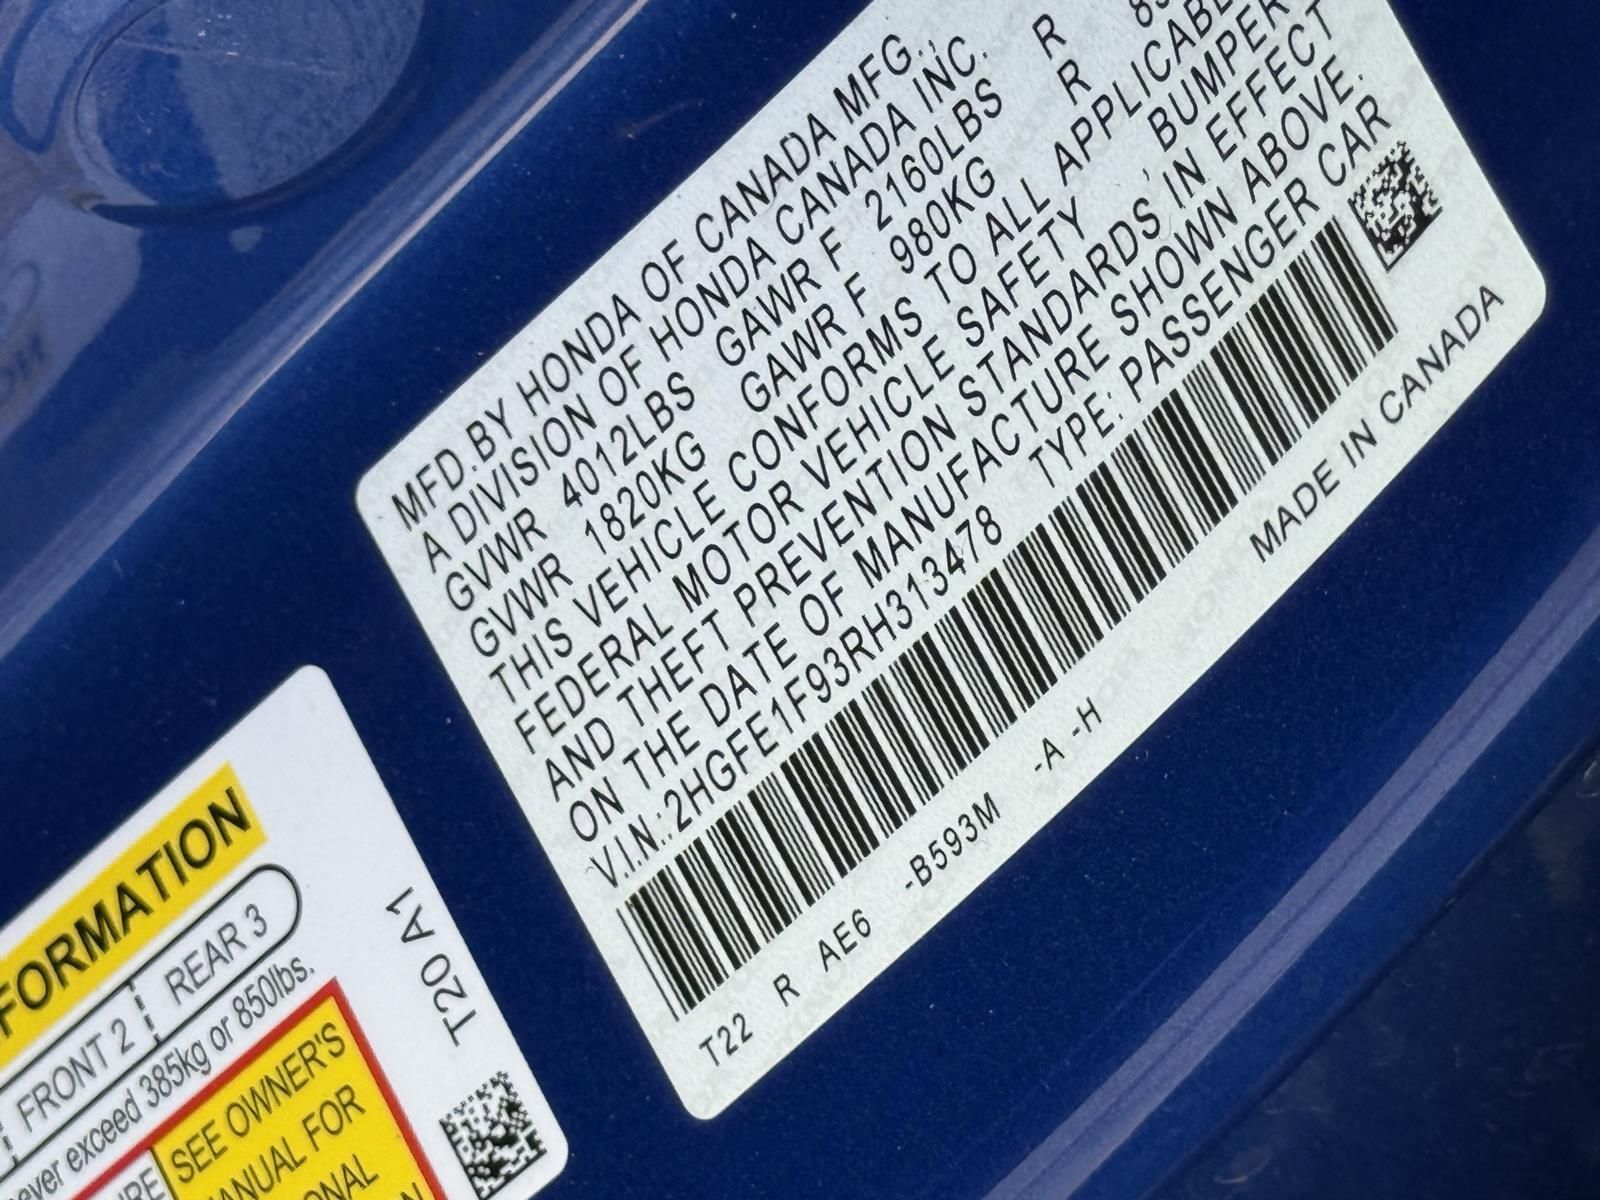 MFD.BY HONDA OF CANADA MFG.,
A DIVISION OF HONDA CANADA INC.
GVWR 4012LBS GAWR F 2160LBS R
GVWR 1820KG GAWR F 980KG R
THIS VEHICLE CONFORMS TO ALL APPLICABLE
FEDERAL MOTOR VEHICLE SAFETY , BUMPER
AND THEFT PREVENTION STANDARDS IN EFFECT
ON THE DATE OF MANUFACTURE SHOWN ABOVE.
V.I.N.:2HGFE1F93RH313478 TYPE: PASSENGER CAR
MADE IN CANADA
T22 R AE6 -B593M -A -H
FORMATION
FRONT 2 REAR 3
never exceed 385kg or 850lbs.
SEE OWNER'S
MANUAL FOR
T20 A1